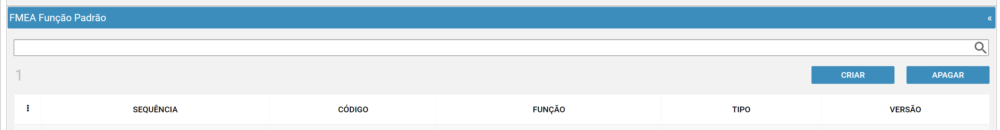 FMEA Função Padrão «
1 CRIAR APAGAR
SEQUÊNCIA CÓDIGO FUNÇÃO TIPO VERSÃO